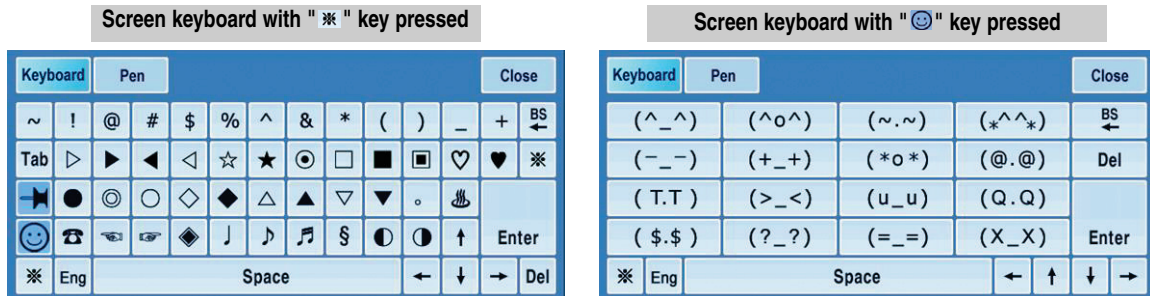 Screen keyboard with "※" key pressed
Keyboard Pen Close
~ ! @ # $ % ^ & * ( ) _ + BS ←
Tab ▷ ▶ ◀ ◁ ☆ ★ ⊙ □ ■ ▣ ♡ ♥ ※
● ◎ ○ ◇ ◆ △ ▲ ▽ ▼ 。 ♨
☺ ☎ ☜ ☞ ◈ ♩ ♪ ♬ § ◐ ◑ ↑ Enter
※ Eng Space ← ↓ → Del
Screen keyboard with "☺" key pressed
Keyboard Pen Close
(^_^) (^o^) (~.~) (*^^*) BS ←
(-_-) (+_+) (*o*) (@.@) Del
( T.T ) (>_<) (u_u) (Q.Q)
( $.$ ) (?_?) (=_=) (X_X) Enter
※ Eng Space ← ↑ ↓ →